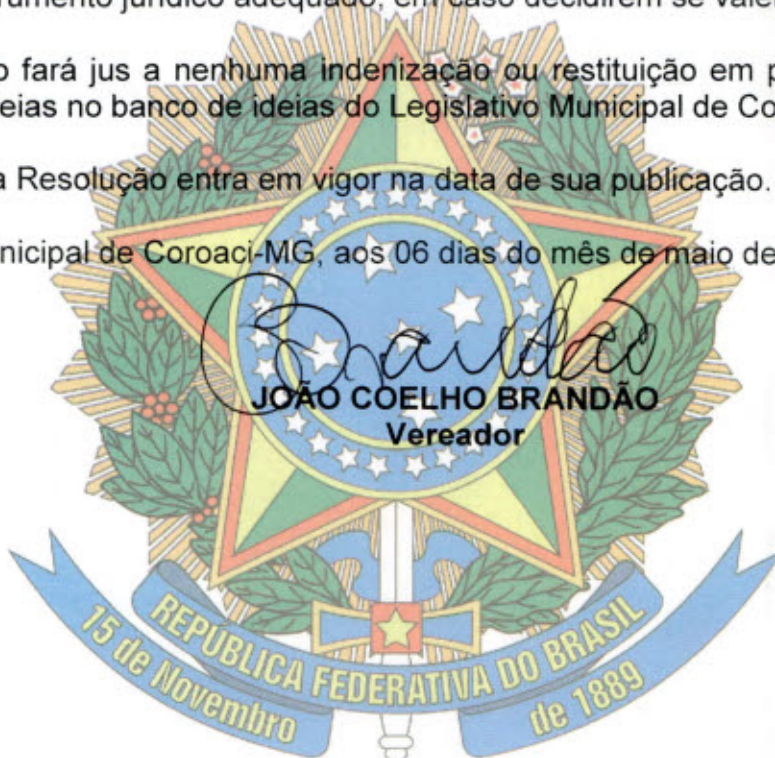 rumento jurídico adequado, em caso decidirem se valer
o fará jus a nenhuma indenização ou restituição em p
eias no banco de ideias do Legislativo Municipal de Co
a Resolução entra em vigor na data de sua publicação.
nicipal de Coroaci-MG, aos 06 dias do mês de maio de
Brandão
JOÃO COELHO BRANDÃO
Vereador
REPÚBLICA FEDERATIVA DO BRASIL
15 de Novembro de 1889